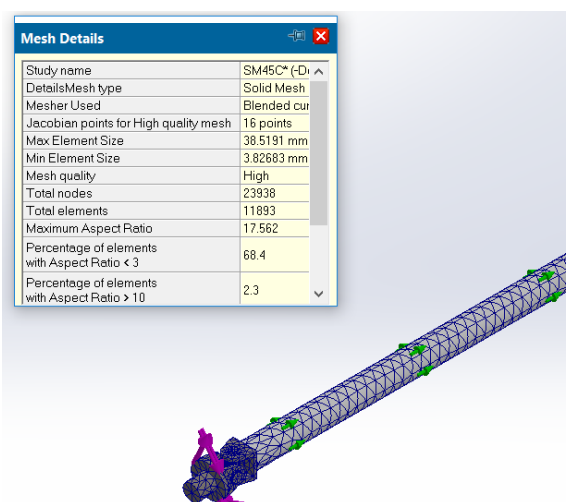 Mesh Details
Study name SM45C* (-D
DetailsMesh type Solid Mesh
Mesher Used Blended cur
Jacobian points for High quality mesh 16 points
Max Element Size 38.5191 mm
Min Element Size 3.82683 mm
Mesh quality High
Total nodes 23938
Total elements 11893
Maximum Aspect Ratio 17.562
Percentage of elements
with Aspect Ratio < 3 68.4
Percentage of elements
with Aspect Ratio > 10 2.3